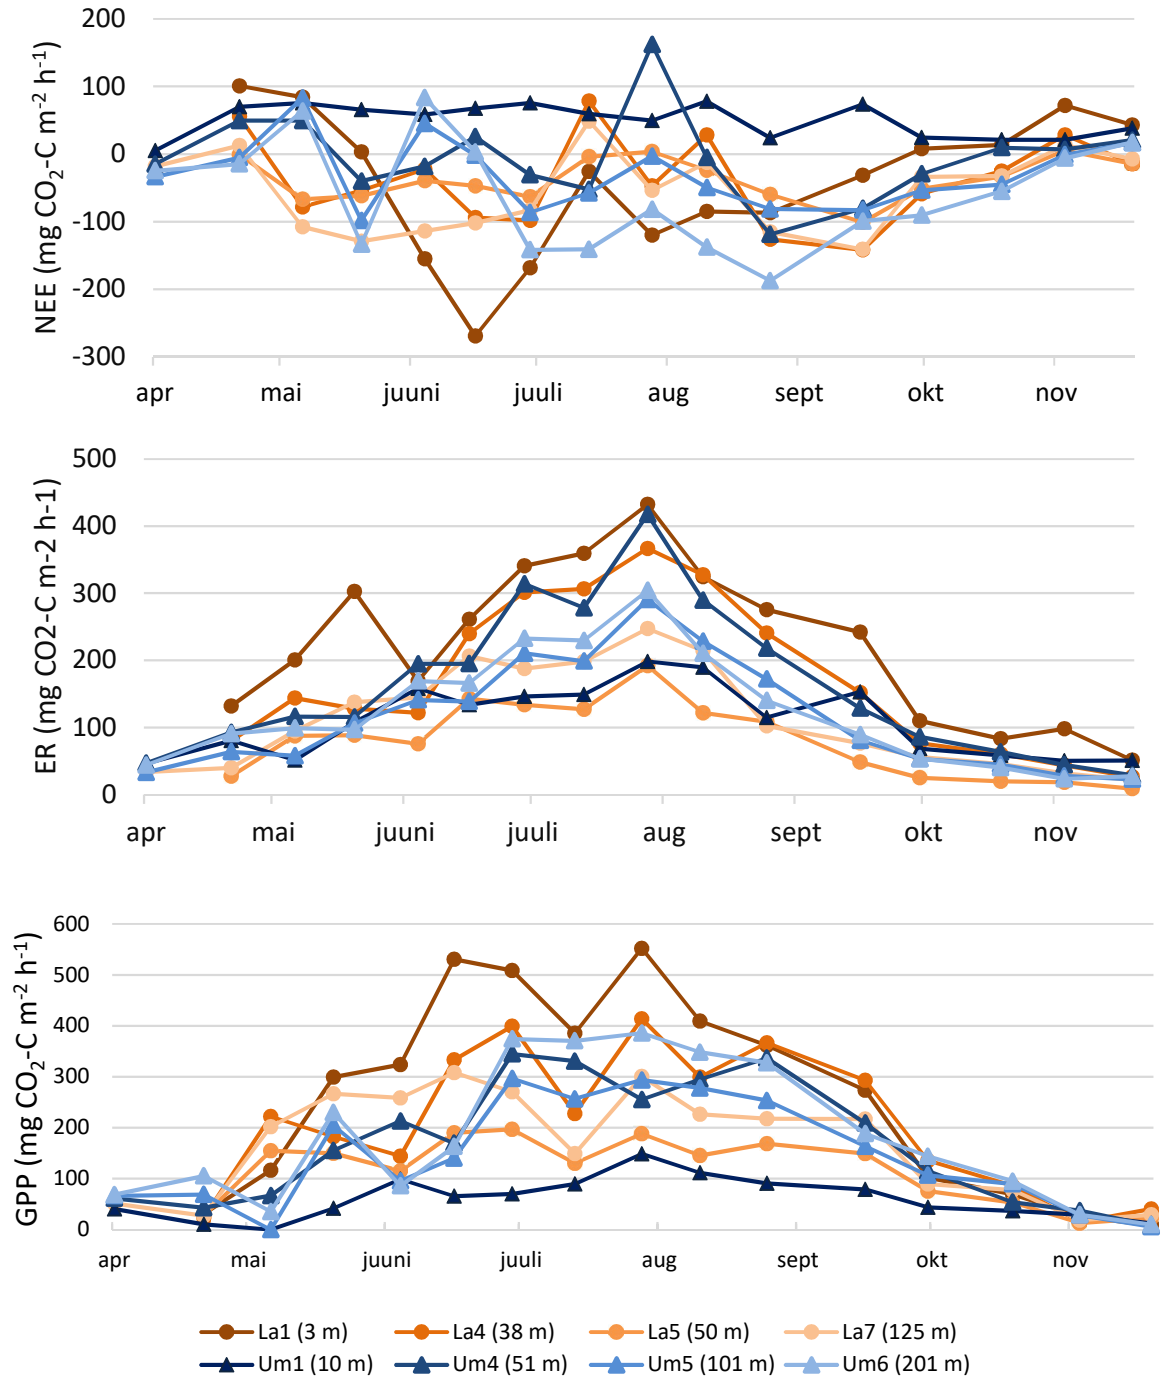 200
100
0
-100
-200
-300
NEE (mg CO₂-C m⁻² h⁻¹)
apr mai juuni juuli aug sept okt nov
500
400
300
200
100
0
ER (mg CO2-C m-2 h-1)
apr mai juuni juuli aug sept okt nov
600
500
400
300
200
100
0
GPP (mg CO₂-C m⁻² h⁻¹)
apr mai juuni juuli aug sept okt nov
La1 (3 m) La4 (38 m) La5 (50 m) La7 (125 m)
Um1 (10 m) Um4 (51 m) Um5 (101 m) Um6 (201 m)